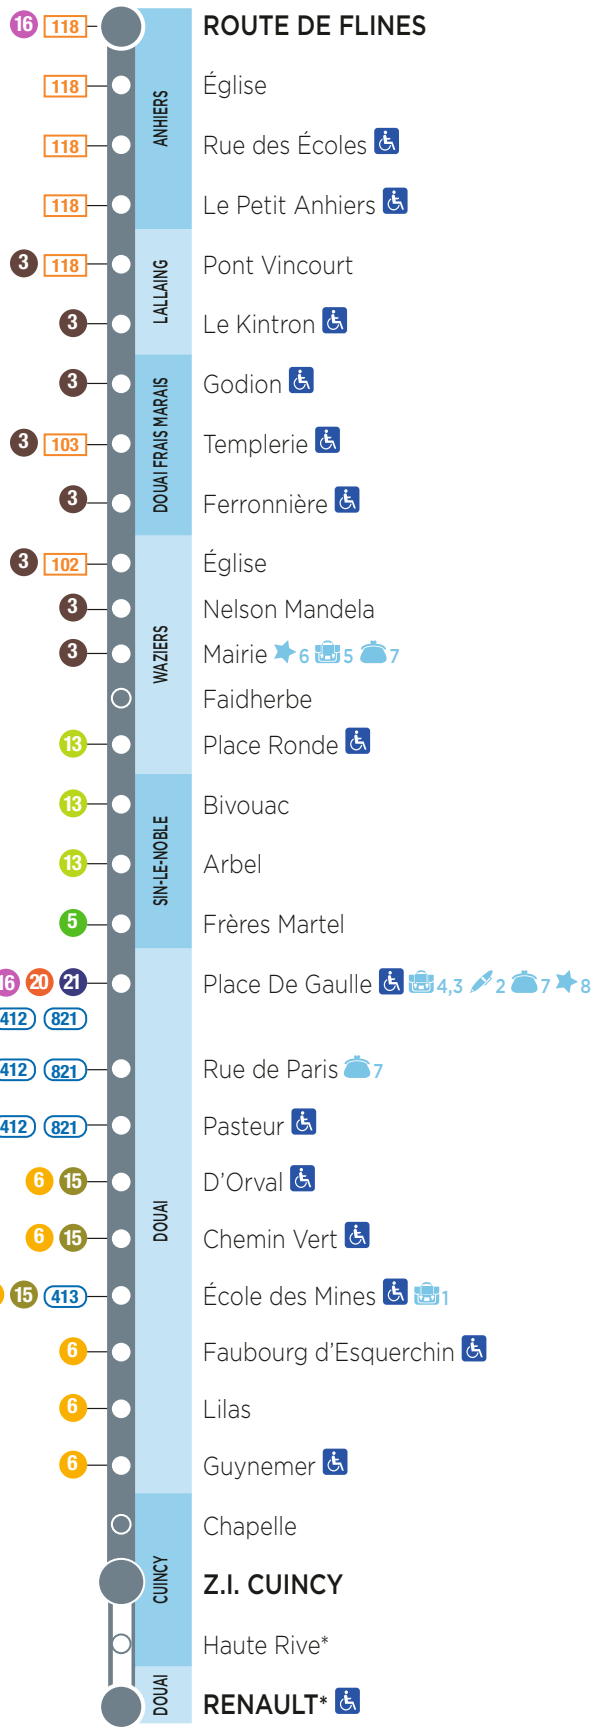 16 118 ROUTE DE FLINES
118 Église
118 Rue des Écoles
118 Le Petit Anhiers
ANHIERS
3 118 Pont Vincourt
3 Le Kintron
LALLAING
3 Godion
3 103 Templerie
3 Ferronnière
DOUAI FRAIS MARAIS
3 102 Église
3 Nelson Mandela
3 Mairie 6 5 7
Faidherbe
13 Place Ronde
WAZIERS
13 Bivouac
13 Arbel
5 Frères Martel
SIN-LE-NOBLE
16 20 21 Place De Gaulle 4,3 2 7 8
412 821
412 821 Rue de Paris 7
412 821 Pasteur
6 15 D'Orval
6 15 Chemin Vert
15 413 École des Mines 1
6 Faubourg d'Esquerchin
6 Lilas
6 Guynemer
DOUAI
Chapelle
Z.I. CUINCY
Haute Rive*
CUINCY
RENAULT*
DOUAI